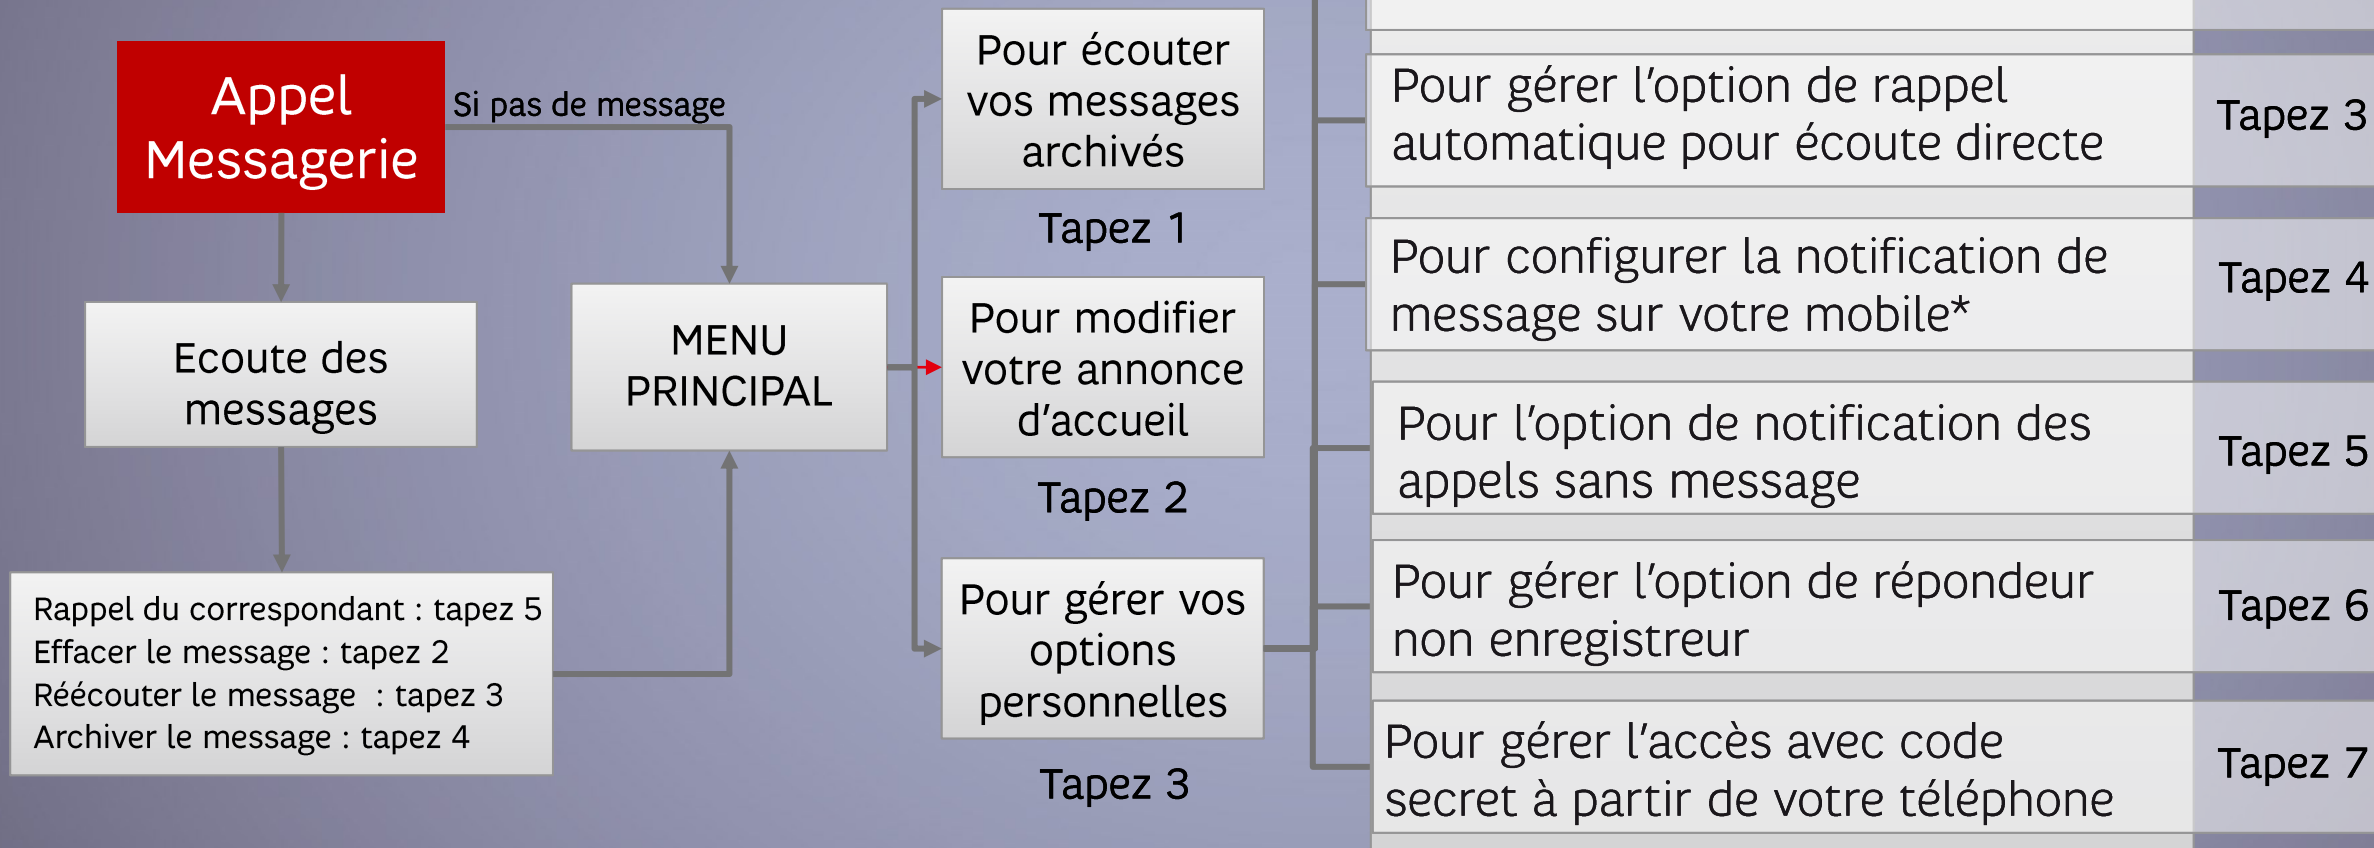 Appel
Messagerie
Si pas de message
Ecoute des
messages
Rappel du correspondant : tapez 5
Effacer le message : tapez 2
Réécouter le message  : tapez 3
Archiver le message : tapez 4
MENU
PRINCIPAL
Pour écouter
vos messages
archivés
Tapez 1
Pour modifier
votre annonce
d’accueil
Tapez 2
Pour gérer vos
options
personnelles
Tapez 3
Pour gérer l’option de rappel
automatique pour écoute directe
Tapez 3
Pour configurer la notification de
message sur votre mobile*
Tapez 4
Pour l’option de notification des
appels sans message
Tapez 5
Pour gérer l’option de répondeur
non enregistreur
Tapez 6
Pour gérer l’accès avec code
secret à partir de votre téléphone
Tapez 7